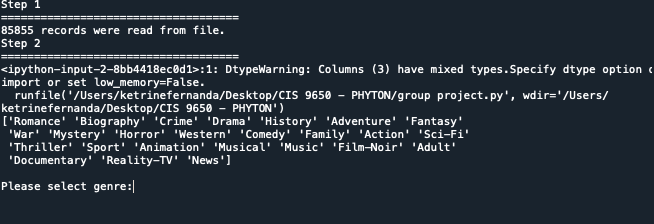 Step 1
====================================
85855 records were read from file.
Step 2
====================================
<ipython-input-2-8bb4418ec0d1>:1: DtypeWarning: Columns (3) have mixed types.Specify dtype option o
import or set low_memory=False.
  runfile('/Users/ketrinefernanda/Desktop/CIS 9650 - PHYTON/group project.py', wdir='/Users/
ketrinefernanda/Desktop/CIS 9650 - PHYTON')
['Romance' 'Biography' 'Crime' 'Drama' 'History' 'Adventure' 'Fantasy'
 'War' 'Mystery' 'Horror' 'Western' 'Comedy' 'Family' 'Action' 'Sci-Fi'
 'Thriller' 'Sport' 'Animation' 'Musical' 'Music' 'Film-Noir' 'Adult'
 'Documentary' 'Reality-TV' 'News']
Please select genre: